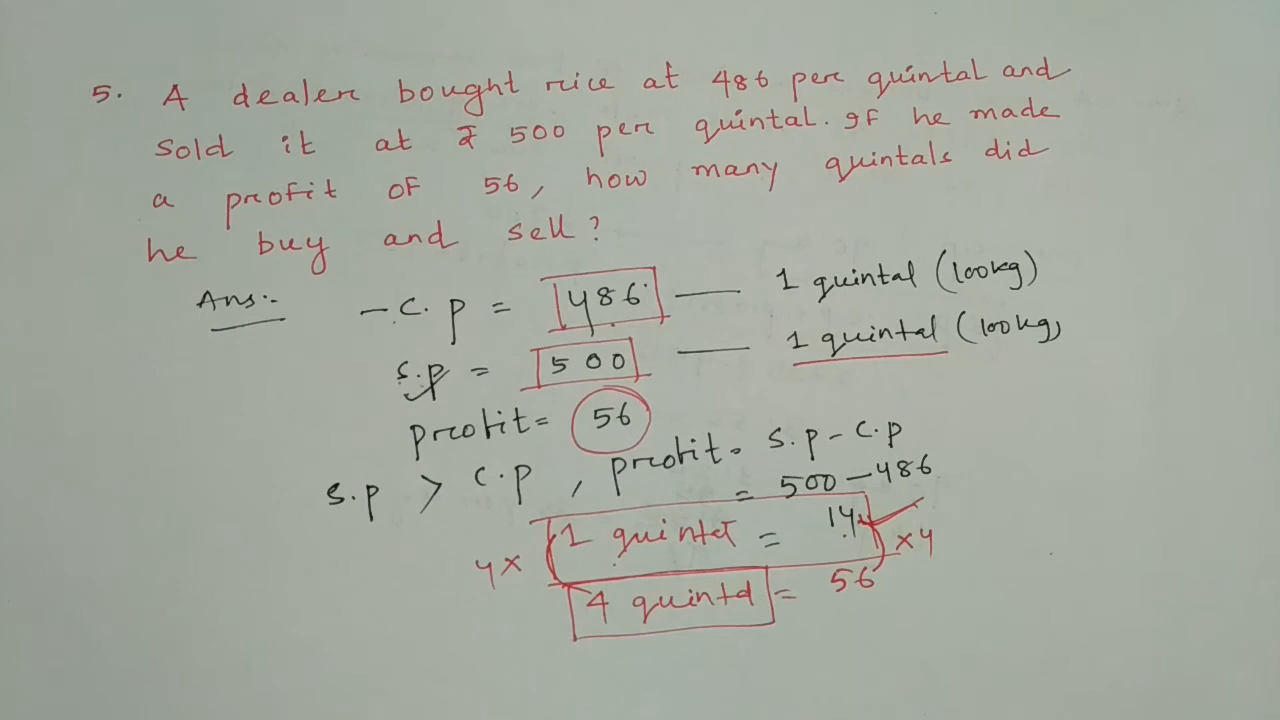 5. A dealer bought rice at 486 per quintal and
sold it at ₹ 500 per quintal. If he made
a profit of 56, how many quintals did
he buy and sell?
Ans:- - C.P = 486 — 1 quintal (100kg)
S.P = 500 — 1 quintal (100kg)
profit = 56
S.P > C.P , profit = S.P - C.P
= 500 - 486
4 × (1 quintal = 14) × 4
4 quintal = 56